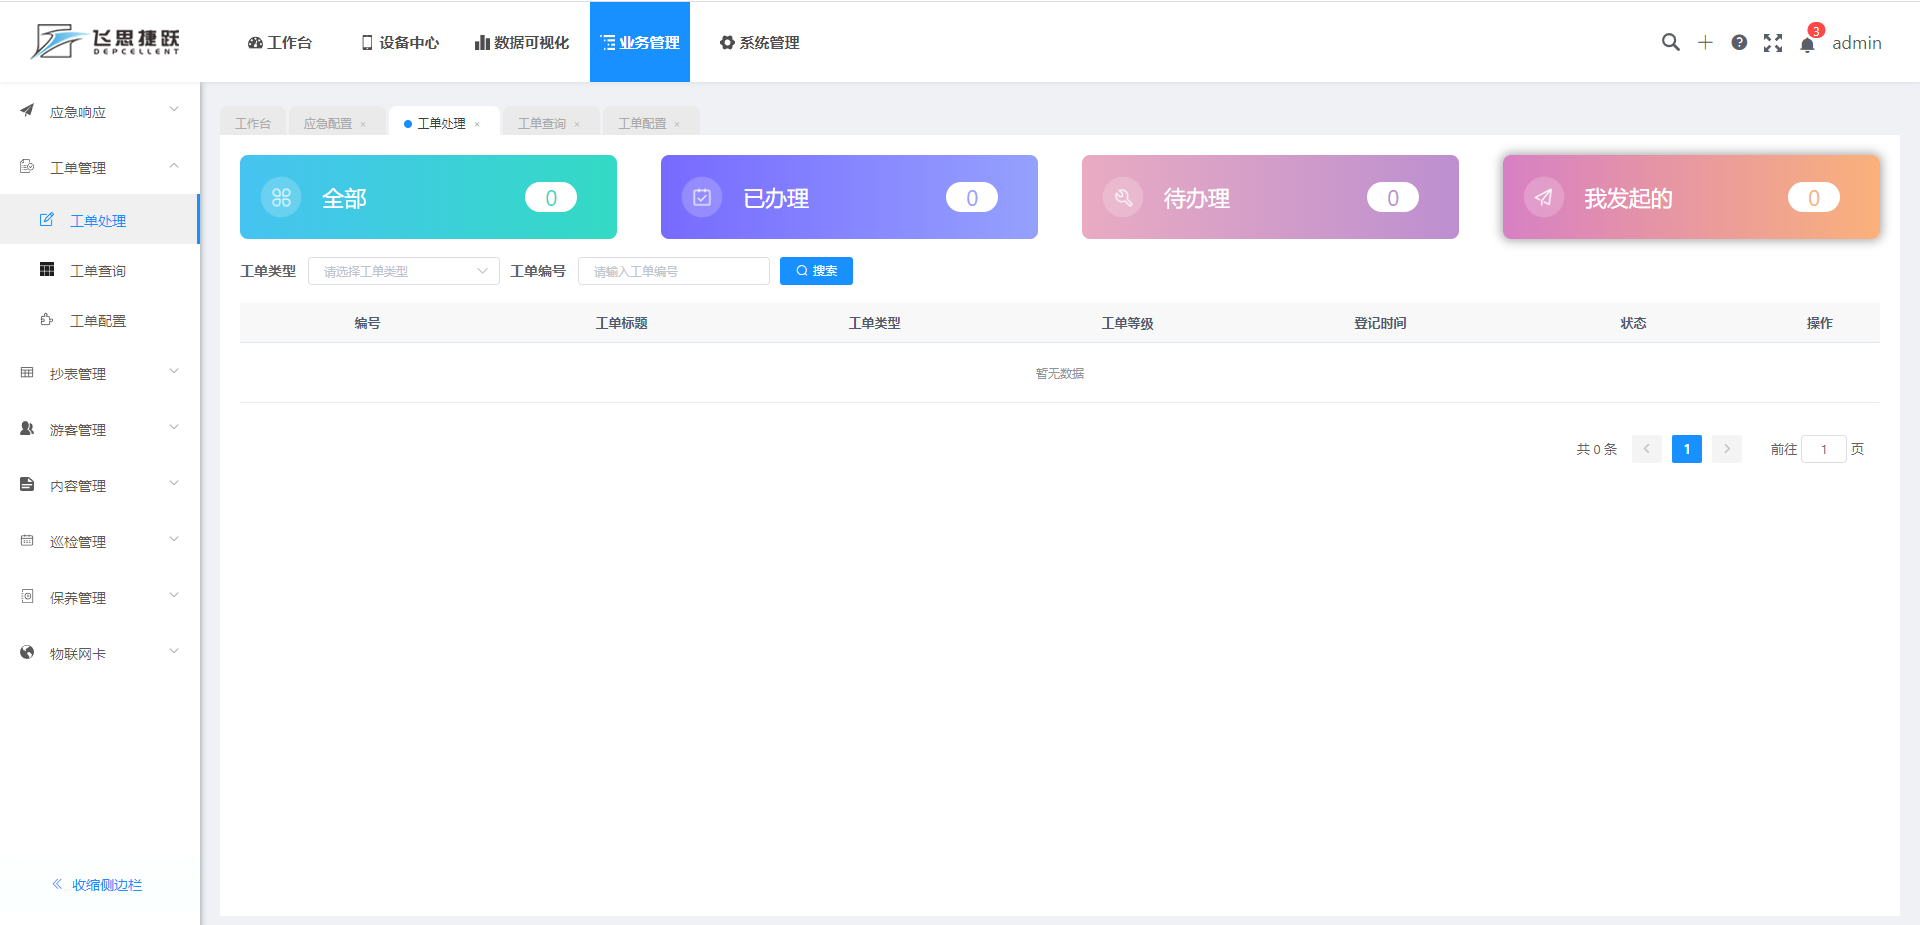 飞思捷跃
DEPCELLENT
工作台
设备中心
数据可视化
业务管理
系统管理
3
admin
应急响应
工单管理
工单处理
工单查询
工单配置
抄表管理
游客管理
内容管理
巡检管理
保养管理
物联网卡
收缩侧边栏
工作台 应急配置 × 工单处理 × 工单查询 × 工单配置 ×
全部 0 已办理 0 待办理 0 我发起的 0
工单类型 请选择工单类型 工单编号 请输入工单编号 搜索
编号 工单标题 工单类型 工单等级 登记时间 状态 操作
暂无数据
共 0 条 1 前往 1 页